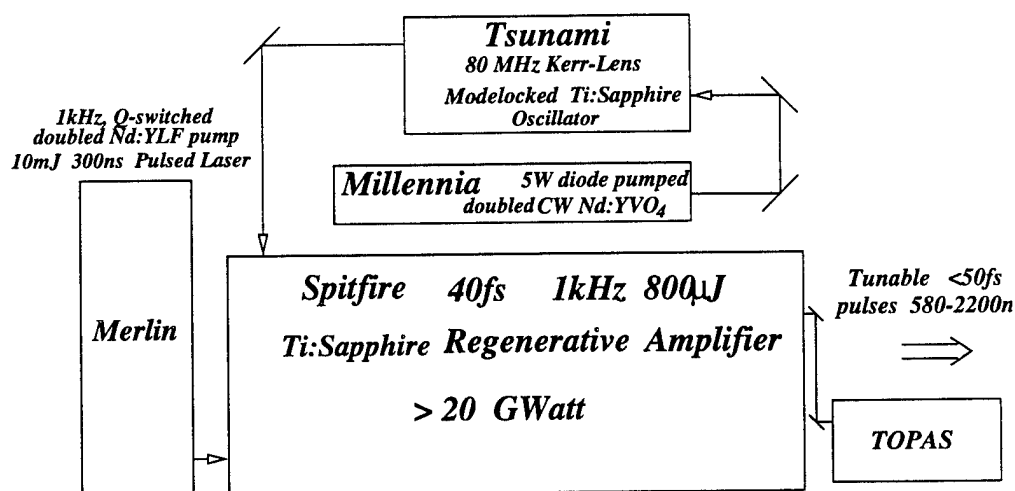 Tsunami
80 MHz Kerr-Lens
Modelocked Ti:Sapphire
Oscillator
1kHz, Q-switched
doubled Nd:YLF pump
10mJ 300ns Pulsed Laser
Millennia 5W diode pumped
doubled CW Nd:YVO4
Merlin
Spitfire 40fs 1kHz 800μJ
Ti:Sapphire Regenerative Amplifier
> 20 GWatt
Tunable <50fs
pulses 580-2200n
TOPAS